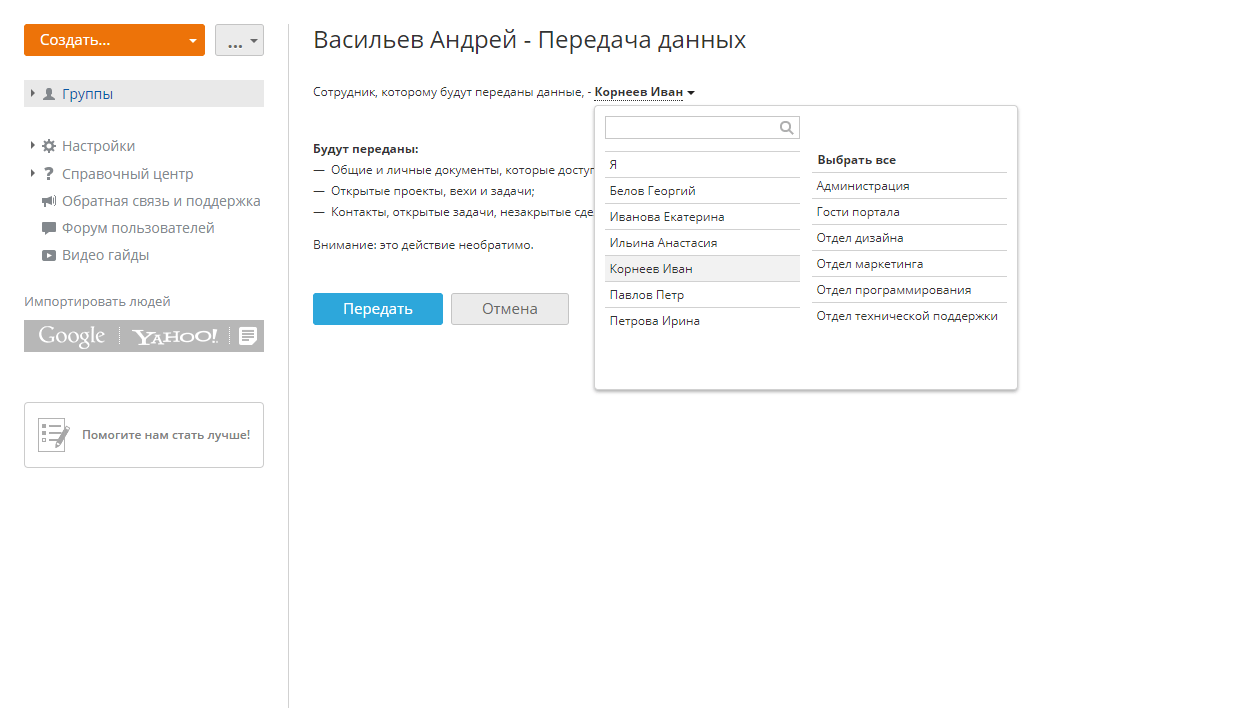 Создать...
...
Группы
Настройки
Справочный центр
Обратная связь и поддержка
Форум пользователей
Видео гайды
Импортировать людей
Google YAHOO!
Помогите нам стать лучше!
Васильев Андрей - Передача данных
Сотрудник, которому будут переданы данные, - Корнеев Иван
Будут переданы:
— Общие и личные документы, которые досту
— Открытые проекты, вехи и задачи;
— Контакты, открытые задачи, незакрытые сде
Внимание: это действие необратимо.
Передать
Отмена
Я
Белов Георгий
Иванова Екатерина
Ильина Анастасия
Корнеев Иван
Павлов Петр
Петрова Ирина
Выбрать все
Администрация
Гости портала
Отдел дизайна
Отдел маркетинга
Отдел программирования
Отдел технической поддержки